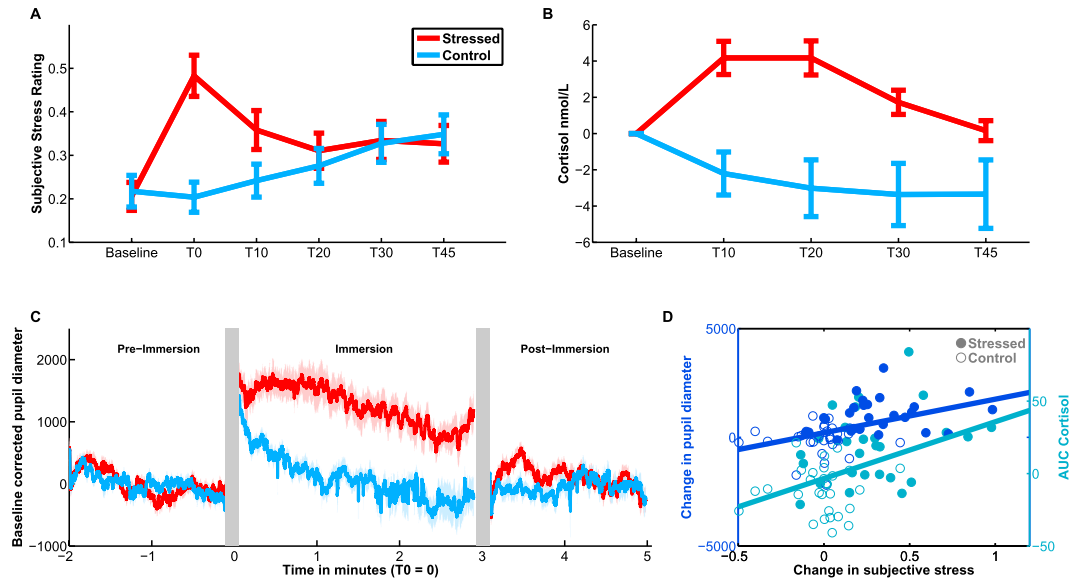 A
Subjective Stress Rating
0.5
0.4
0.3
0.2
0.1
Baseline T0 T10 T20 T30 T45
Stressed
Control
B
Cortisol nmol/L
6
4
2
0
−2
−4
−6
Baseline T10 T20 T30 T45
C
Baseline corrected pupil diameter
2000
1000
0
−1000
Pre−Immersion Immersion Post−Immersion
−2 −1 0 1 2 3 4 5
Time in minutes (T0 = 0)
D
Change in pupil diameter
5000
0
−5000
Stressed
Control
50
0
−50
AUC Cortisol
−0.5 0 0.5 1
Change in subjective stress